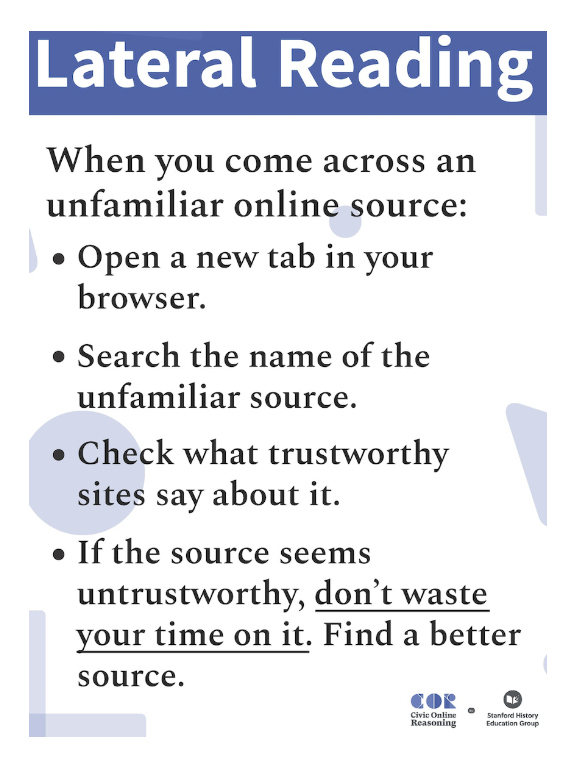 Lateral Reading
When you come across an
unfamiliar online source:
• Open a new tab in your
browser.
• Search the name of the
unfamiliar source.
• Check what trustworthy
sites say about it.
• If the source seems
untrustworthy, don't waste
your time on it. Find a better
source.
COR
Civic Online
Reasoning
Stanford History
Education Group